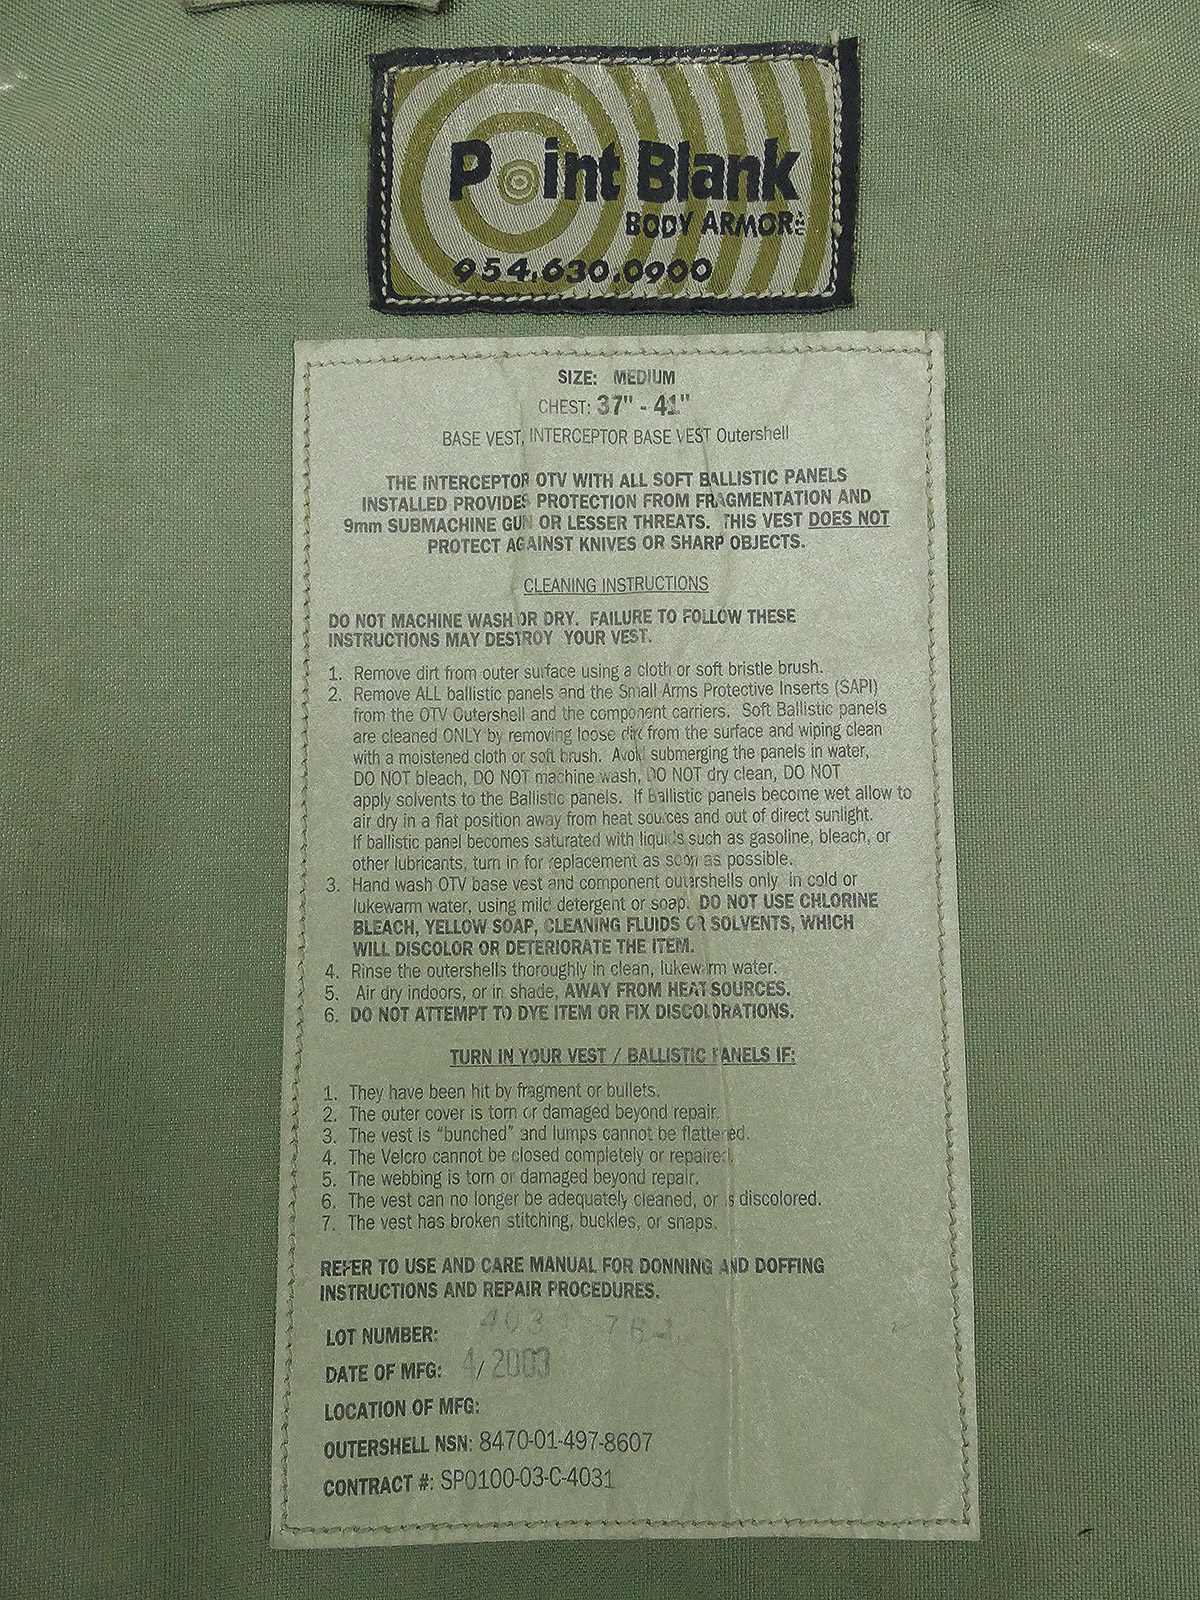 Point Blank
BODY ARMOR INC
954.630.0900
SIZE: MEDIUM
CHEST: 37" - 41"
BASE VEST, INTERCEPTOR BASE VEST Outershell
THE INTERCEPTOR OTV WITH ALL SOFT BALLISTIC PANELS
INSTALLED PROVIDES PROTECTION FROM FRAGMENTATION AND
9mm SUBMACHINE GUN OR LESSER THREATS. THIS VEST DOES NOT
PROTECT AGAINST KNIVES OR SHARP OBJECTS.
CLEANING INSTRUCTIONS
DO NOT MACHINE WASH OR DRY. FAILURE TO FOLLOW THESE
INSTRUCTIONS MAY DESTROY YOUR VEST.
1. Remove dirt from outer surface using a cloth or soft bristle brush.
2. Remove ALL ballistic panels and the Small Arms Protective Inserts (SAPI)
from the OTV Outershell and the component carriers. Soft Ballistic panels
are cleaned ONLY by removing loose dirt from the surface and wiping clean
with a moistened cloth or soft brush. Avoid submerging the panels in water,
DO NOT bleach, DO NOT machine wash, DO NOT dry clean, DO NOT
apply solvents to the Ballistic panels. If Ballistic panels become wet allow to
air dry in a flat position away from heat sources and out of direct sunlight.
If ballistic panel becomes saturated with liquids such as gasoline, bleach, or
other lubricants, turn in for replacement as soon as possible.
3. Hand wash OTV base vest and component outershells only in cold or
lukewarm water, using mild detergent or soap. DO NOT USE CHLORINE
BLEACH, YELLOW SOAP, CLEANING FLUIDS OR SOLVENTS, WHICH
WILL DISCOLOR OR DETERIORATE THE ITEM.
4. Rinse the outershells thoroughly in clean, lukewarm water.
5. Air dry indoors, or in shade, AWAY FROM HEAT SOURCES.
6. DO NOT ATTEMPT TO DYE ITEM OR FIX DISCOLORATIONS.
TURN IN YOUR VEST / BALLISTIC PANELS IF:
1. They have been hit by fragment or bullets.
2. The outer cover is torn or damaged beyond repair.
3. The vest is “bunched” and lumps cannot be flattered.
4. The Velcro cannot be closed completely or repaired.
5. The webbing is torn or damaged beyond repair.
6. The vest can no longer be adequately cleaned, or is discolored.
7. The vest has broken stitching, buckles, or snaps.
REFER TO USE AND CARE MANUAL FOR DONNING AND DOFFING
INSTRUCTIONS AND REPAIR PROCEDURES.
LOT NUMBER:
DATE OF MFG: 4/ 2003
LOCATION OF MFG:
OUTERSHELL NSN: 8470-01-497-8607
CONTRACT #: SP0100-03-C-4031